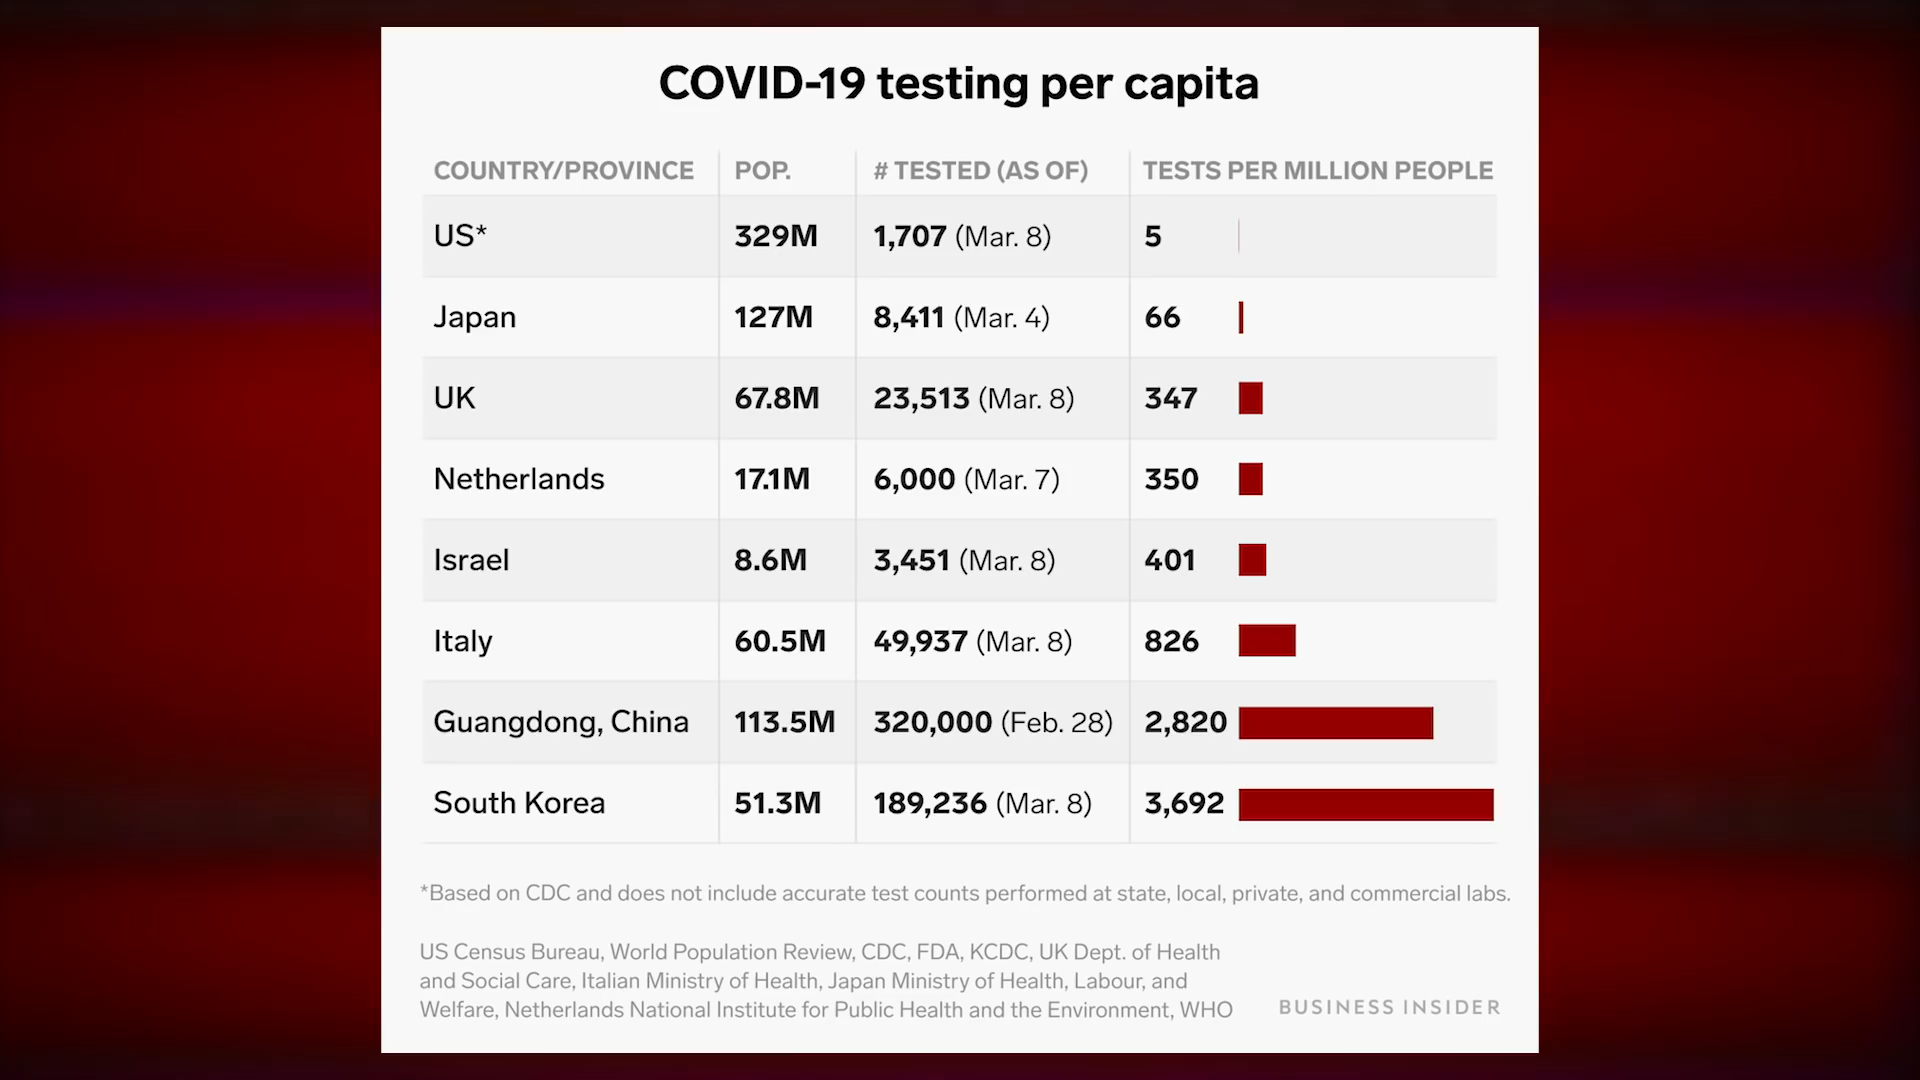 COVID-19 testing per capita
COUNTRY/PROVINCE POP. # TESTED (AS OF) TESTS PER MILLION PEOPLE
US* 329M 1,707 (Mar. 8) 5
Japan 127M 8,411 (Mar. 4) 66
UK 67.8M 23,513 (Mar. 8) 347
Netherlands 17.1M 6,000 (Mar. 7) 350
Israel 8.6M 3,451 (Mar. 8) 401
Italy 60.5M 49,937 (Mar. 8) 826
Guangdong, China 113.5M 320,000 (Feb. 28) 2,820
South Korea 51.3M 189,236 (Mar. 8) 3,692
*Based on CDC and does not include accurate test counts performed at state, local, private, and commercial labs.
US Census Bureau, World Population Review, CDC, FDA, KCDC, UK Dept. of Health
and Social Care, Italian Ministry of Health, Japan Ministry of Health, Labour, and
Welfare, Netherlands National Institute for Public Health and the Environment, WHO
BUSINESS INSIDER